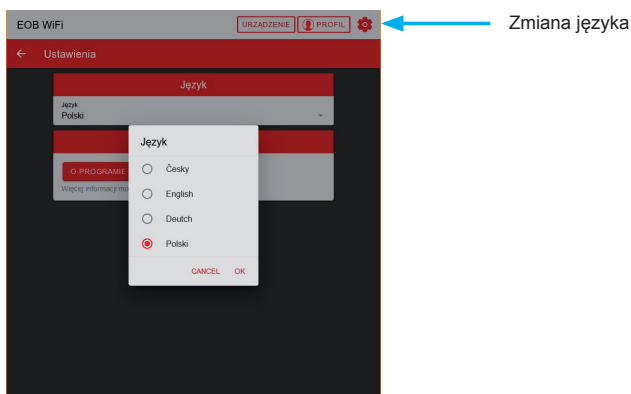 EOB WiFi
URZĄDZENIE
PROFIL
Zmiana języka
Ustawienia
Język
Język
Polski
O PROGRAMIE
Więcej informacji
Język
Česky
English
Deutch
Polski
CANCEL OK